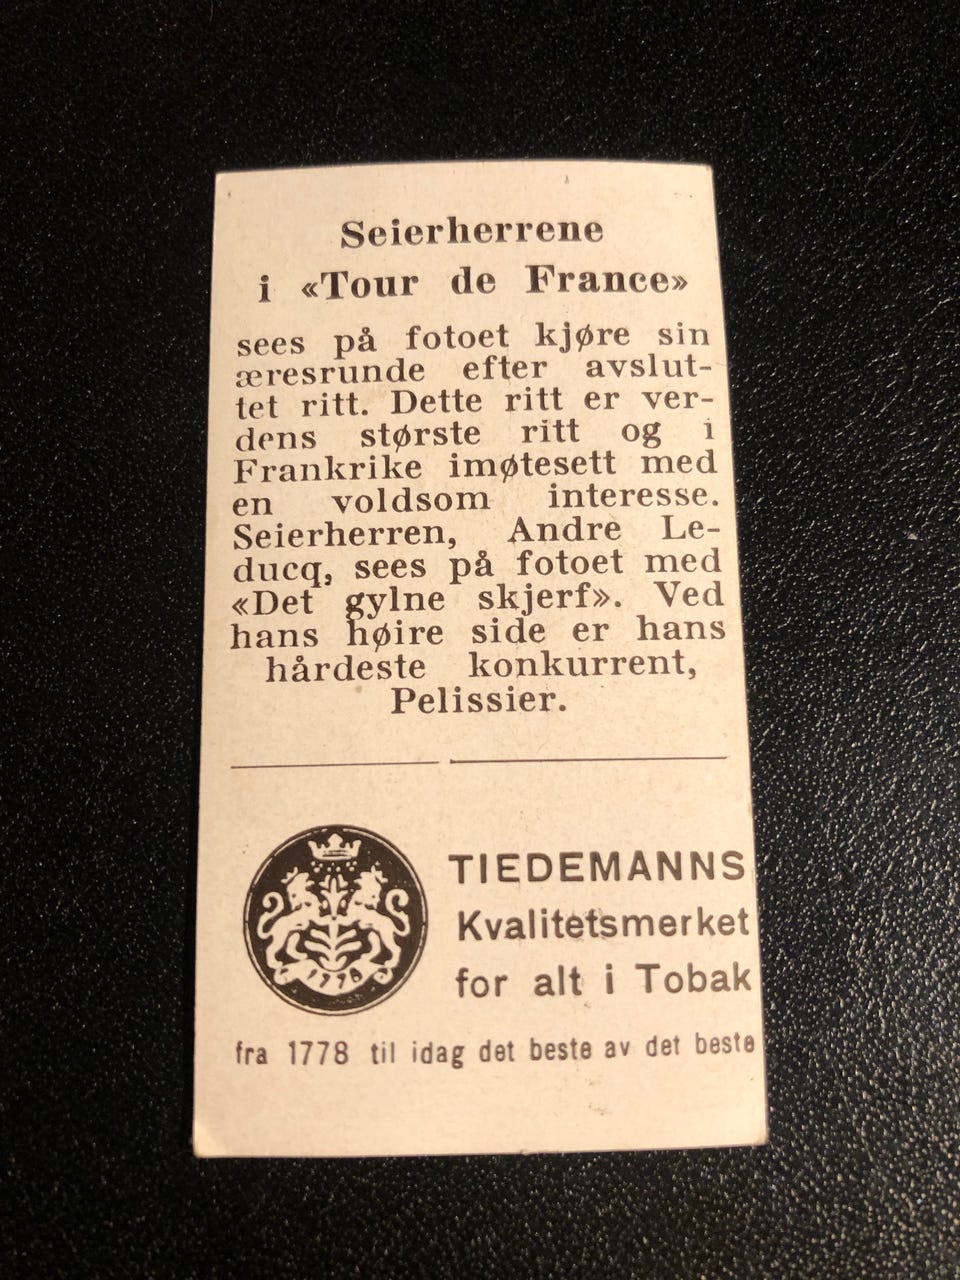 Seierherrene
i «Tour de France»
sees på fotoet kjøre sin
æresrunde efter avslut-
tet ritt. Dette ritt er ver-
dens største ritt og i
Frankrike imøtesett med
en voldsom interesse.
Seierherren, Andre Le-
ducq, sees på fotoet med
«Det gylne skjerf». Ved
hans høire side er hans
hårdeste konkurrent,
Pelissier.
1778
TIEDEMANNS
Kvalitetsmerket
for alt i Tobak
fra 1778 til idag det beste av det beste